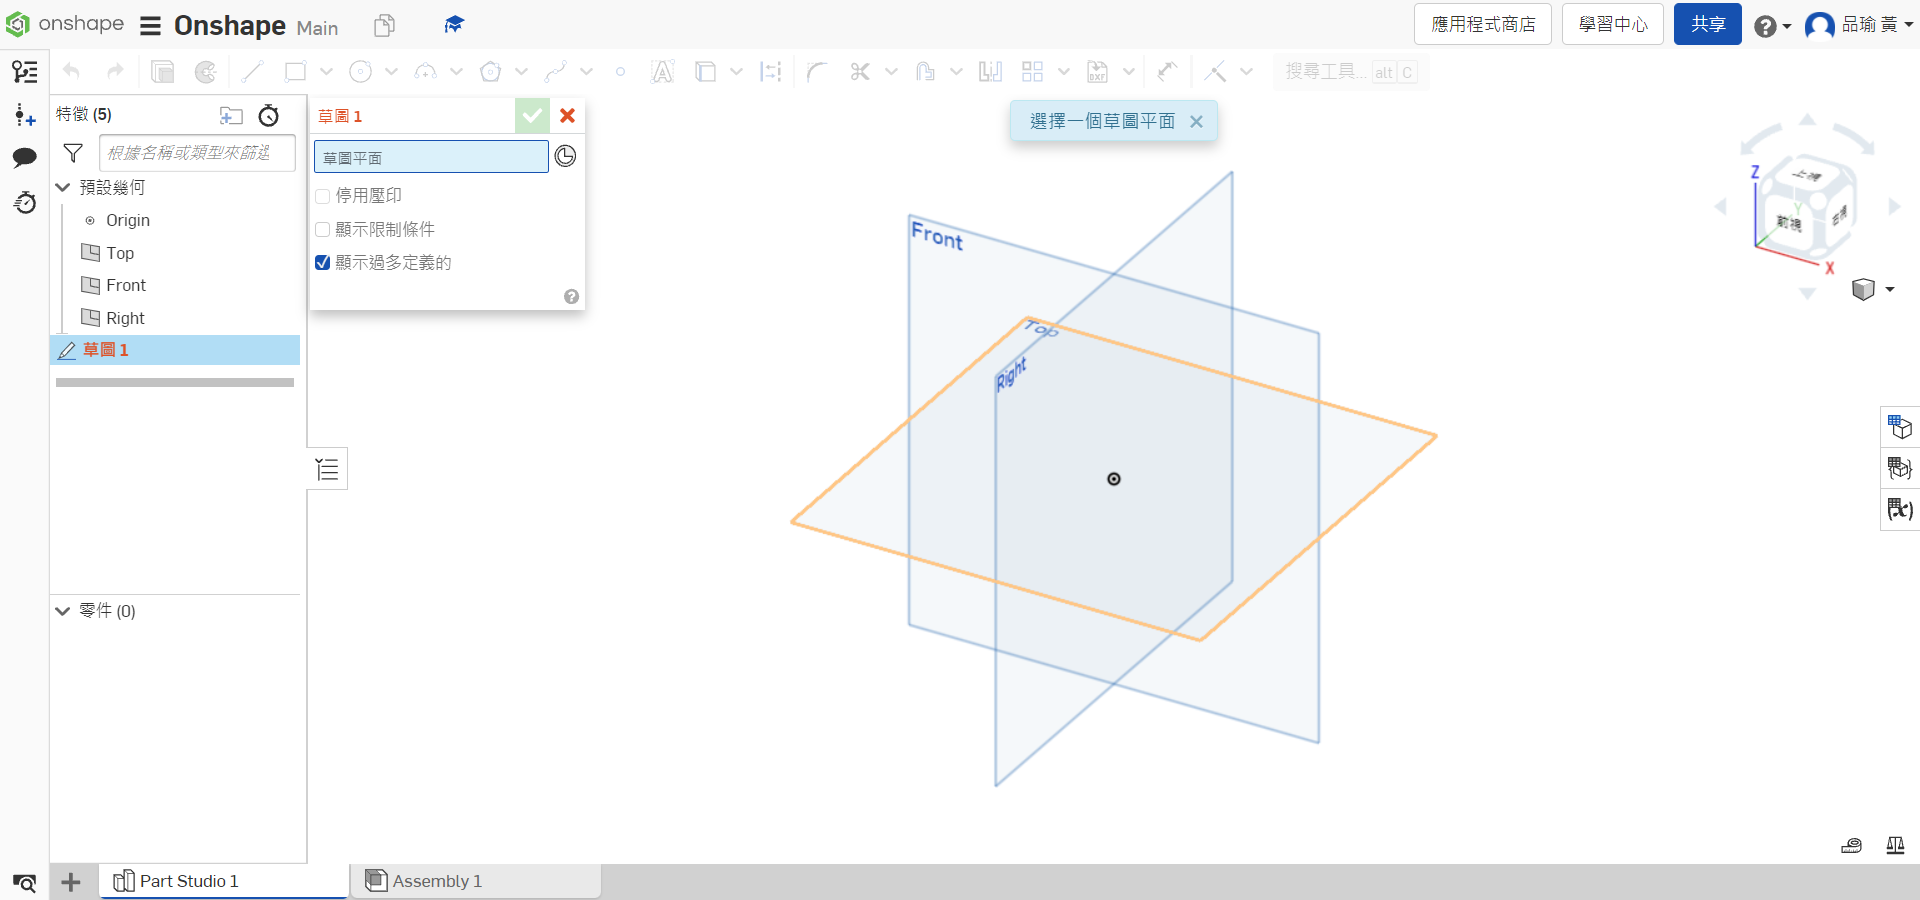 onshape Onshape Main 應用程式商店 學習中心 共享 品瑜 黃
搜尋工具... alt C
特徵 (5)
根據名稱或類型來篩選
預設幾何
Origin
Top
Front
Right
草圖 1
零件 (0)
草圖 1
草圖平面
停用壓印
顯示限制條件
顯示過多定義的
選擇一個草圖平面
Front
Top
Right
Z
上視
Y
前視
右視
X
Part Studio 1
Assembly 1